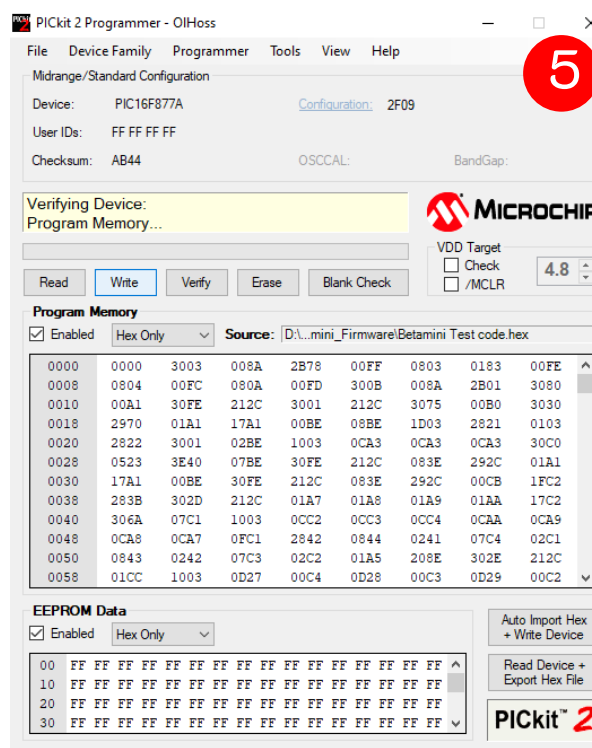 PICkit 2 Programmer - OlHoss
File Device Family Programmer Tools View Help
5
Midrange/Standard Configuration
Device: PIC16F877A Configuration: 2F09
User IDs: FF FF FF FF
Checksum: AB44 OSCCAL: BandGap:
Verifying Device:
Program Memory...
MICROCHIP
VDD Target
Check
/MCLR
4.8
Read Write Verify Erase Blank Check
Program Memory
Enabled Hex Only Source: D:\...mini_Firmware\Betamini Test code.hex
0000 0000 3003 008A 2B78 00FF 0803 0183 00FE
0008 0804 00FC 080A 00FD 300B 008A 2B01 3080
0010 00A1 30FE 212C 3001 212C 3075 00B0 3030
0018 2970 01A1 17A1 00BE 08BE 1D03 2821 0103
0020 2822 3001 02BE 1003 0CA3 0CA3 0CA3 30C0
0028 0523 3E40 07BE 30FE 212C 083E 292C 01A1
0030 17A1 00BE 30FE 212C 083E 292C 00CB 1FC2
0038 283B 302D 212C 01A7 01A8 01A9 01AA 17C2
0040 306A 07C1 1003 0CC2 0CC3 0CC4 0CAA 0CA9
0048 0CA8 0CA7 0FC1 2842 0844 0241 07C4 02C1
0050 0843 0242 07C3 02C2 01A5 208E 302E 212C
0058 01CC 1003 0D27 00C4 0D28 00C3 0D29 00C2
EEPROM Data
Enabled Hex Only
00 FF FF FF FF FF FF FF FF FF FF FF FF FF FF FF FF
10 FF FF FF FF FF FF FF FF FF FF FF FF FF FF FF FF
20 FF FF FF FF FF FF FF FF FF FF FF FF FF FF FF FF
30 FF FF FF FF FF FF FF FF FF FF FF FF FF FF FF FF
Auto Import Hex
+ Write Device
Read Device +
Export Hex File
PICkit™ 2